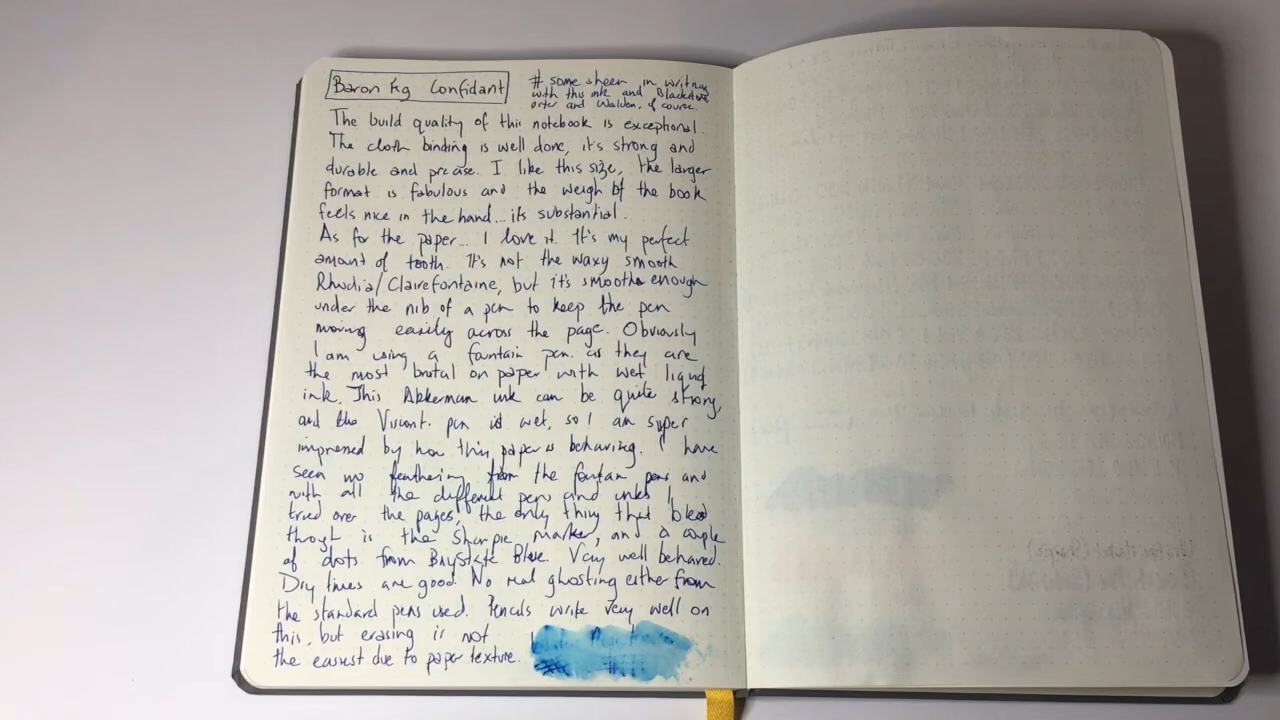 Baron Fig Confidant
# some sheen in writing
with this ink and Blackstone
orter and Walden, of course.
The build quality of this notebook is exceptional.
The cloth binding is well done, it's strong and
durable and precise. I like this size, the larger
format is fabulous and the weigh of the book
feels nice in the hand... its substantial.
As for the paper... I love it. It's my perfect
amount of tooth. It's not the waxy smooth
Rhodia/Clairefontaine, but it's smooth enough
under the nib of a pen to keep the pen
moving easily across the page. Obviously
I am using a fountain pen as they are
the most brutal on paper with wet liquid
ink. This Akkerman ink can be quite strong,
and the Viscont. pen is wet, so I am super
impressed by how this paper is behaving. I have
seen no feathering from the fountain pens and
with all the different pens and inks I
tried over the pages, the only thing that bleed
though is the Sharpie marker, and a couple
of dots from BayState Blue. Very well behaved.
Dry times are good. No real ghosting either from
the standard pens used. Pencils write very well on
this, but erasing is not
the easiest due to paper texture.